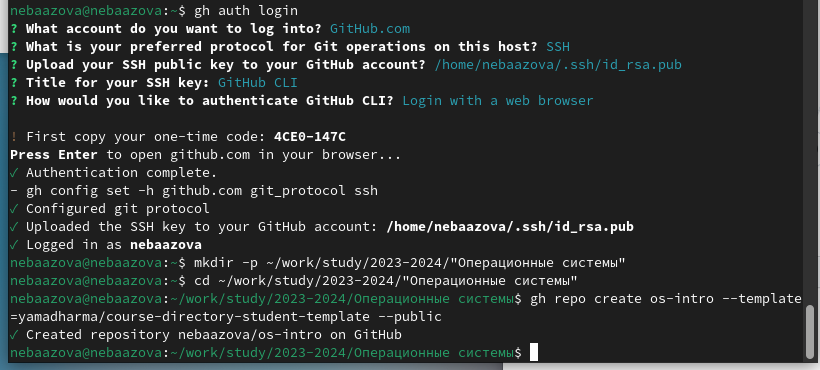 nebaazova@nebaazova:~$ gh auth login
? What account do you want to log into? GitHub.com
? What is your preferred protocol for Git operations on this host? SSH
? Upload your SSH public key to your GitHub account? /home/nebaazova/.ssh/id_rsa.pub
? Title for your SSH key: GitHub CLI
? How would you like to authenticate GitHub CLI? Login with a web browser
! First copy your one-time code: 4CE0-147C
Press Enter to open github.com in your browser...
✓ Authentication complete.
- gh config set -h github.com git_protocol ssh
✓ Configured git protocol
✓ Uploaded the SSH key to your GitHub account: /home/nebaazova/.ssh/id_rsa.pub
✓ Logged in as nebaazova
nebaazova@nebaazova:~$ mkdir -p ~/work/study/2023-2024/"Операционные системы"
nebaazova@nebaazova:~$ cd ~/work/study/2023-2024/"Операционные системы"
nebaazova@nebaazova:~/work/study/2023-2024/Операционные системы$ gh repo create os-intro --template
=yamadharma/course-directory-student-template --public
✓ Created repository nebaazova/os-intro on GitHub
nebaazova@nebaazova:~/work/study/2023-2024/Операционные системы$